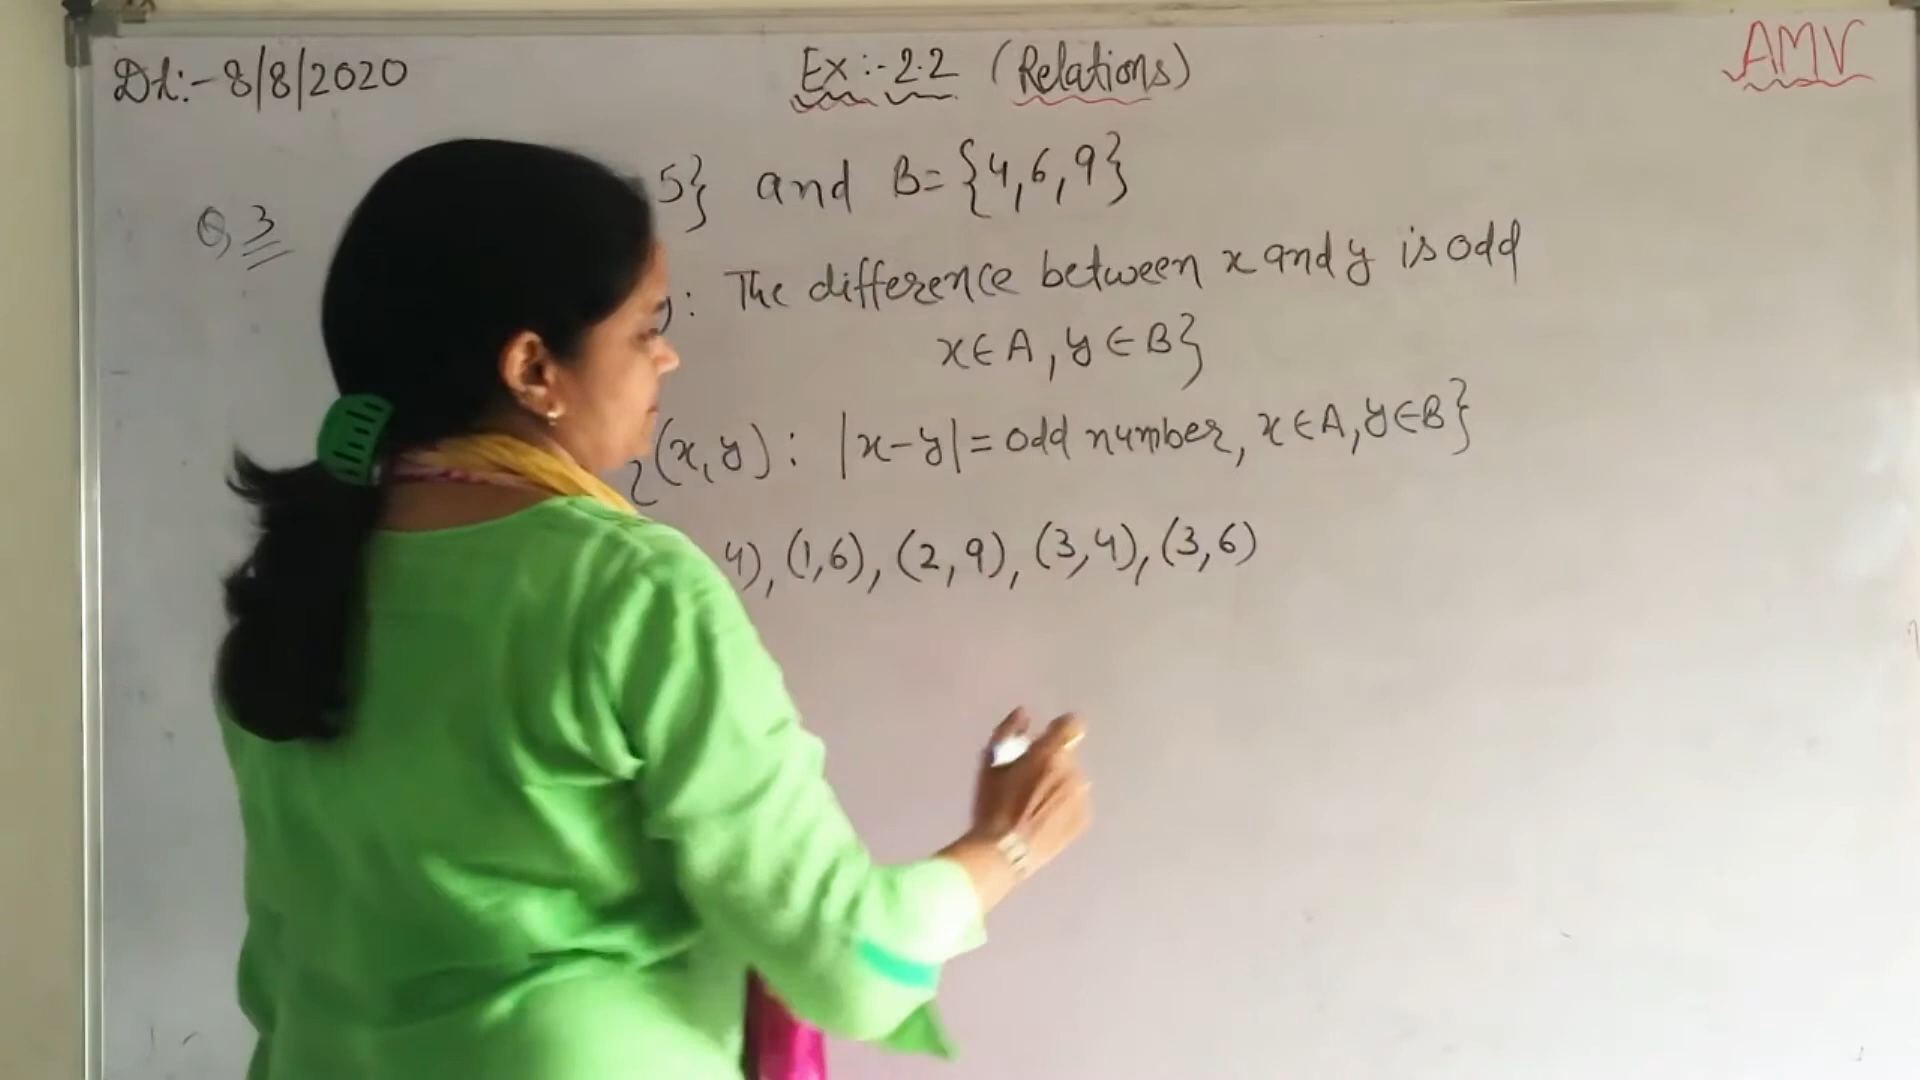 Dt:- 8/8/2020
Ex:- 2.2 (Relations)
AMV
Q3
5} and B= {4,6,9}
: The difference between x and y is odd
x∈A, y∈B}
{(x,y): |x-y|= odd number, x∈A, y∈B}
4), (1,6), (2,9), (3,4), (3,6)